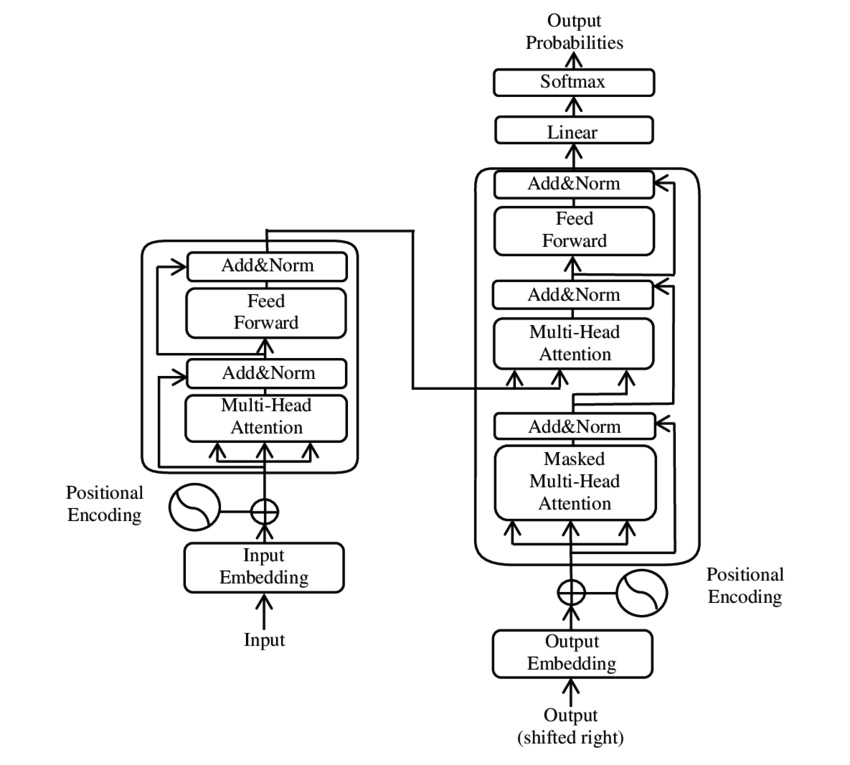 Output
Probabilities
Softmax
Linear
Add&Norm
Feed
Forward
Add&Norm
Multi-Head
Attention
Add&Norm
Masked
Multi-Head
Attention
Positional
Encoding
Output
Embedding
Output
(shifted right)
Add&Norm
Feed
Forward
Add&Norm
Multi-Head
Attention
Positional
Encoding
Input
Embedding
Input